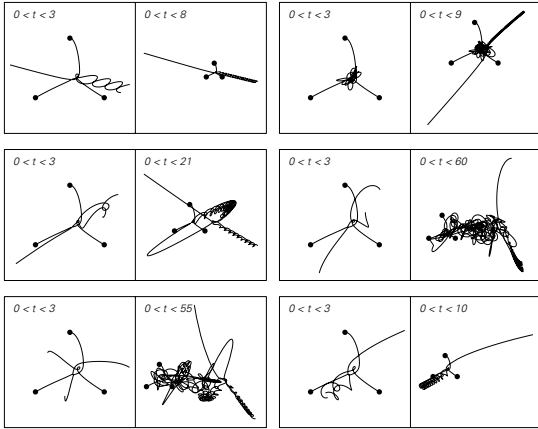 0 < t < 3
0 < t < 8
0 < t < 3
0 < t < 9
0 < t < 3
0 < t < 21
0 < t < 3
0 < t < 60
0 < t < 3
0 < t < 55
0 < t < 3
0 < t < 10